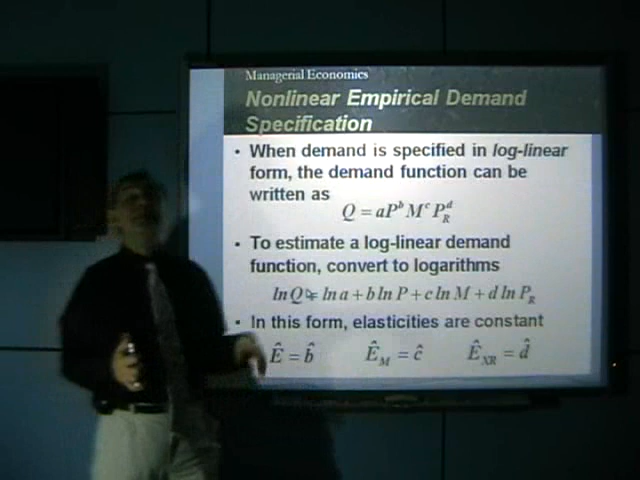 Managerial Economics
Nonlinear Empirical Demand
Specification
• When demand is specified in log-linear
form, the demand function can be
written as
Q = aP^b M^c P_R^d
• To estimate a log-linear demand
function, convert to logarithms
ln Q = ln a + b ln P + c ln M + d ln P_R
• In this form, elasticities are constant
Ê = b̂ Ê_M = ĉ Ê_XR = d̂